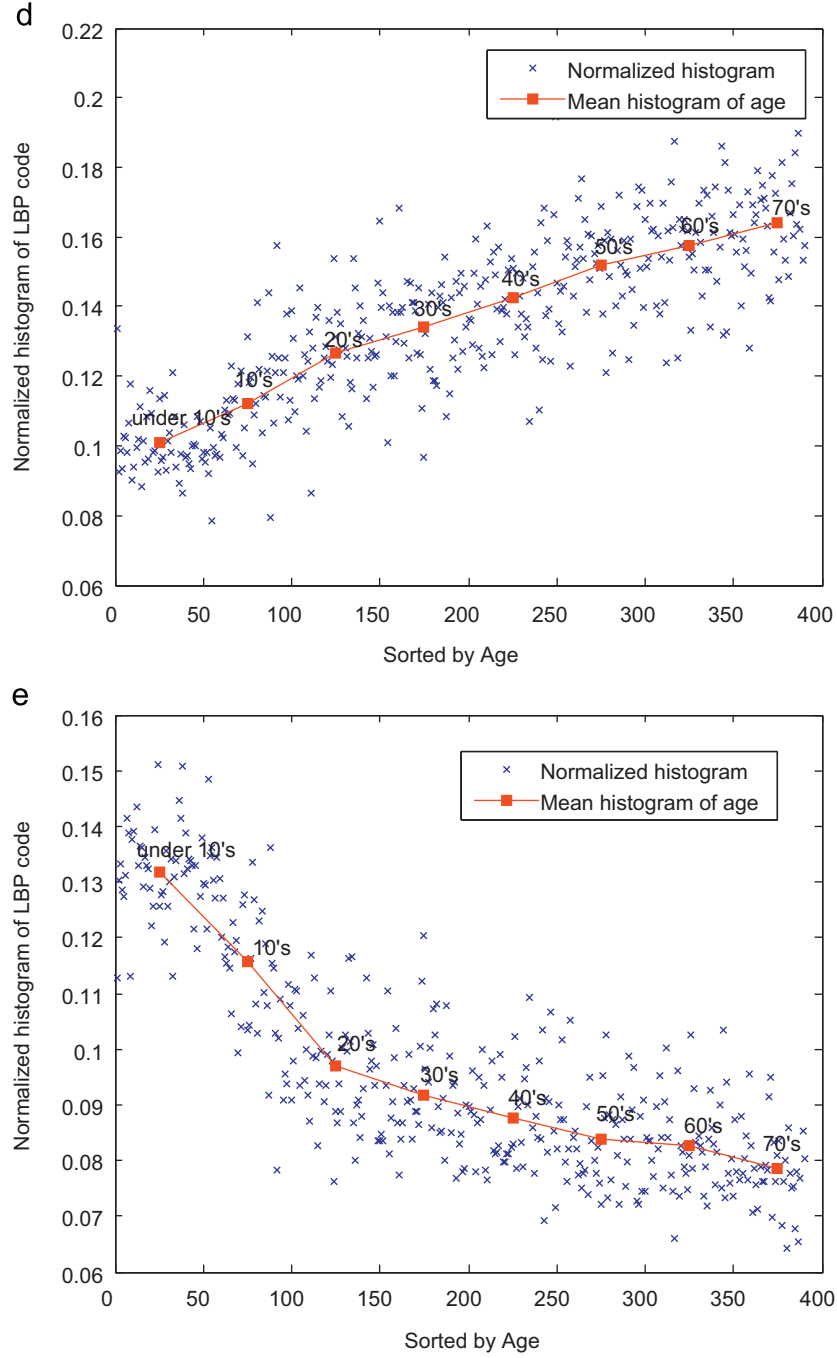 d
0.22
0.2
0.18
0.16
0.14
0.12
0.1
0.08
0.06
Normalized histogram of LBP code
Normalized histogram
Mean histogram of age
under 10's
10's
20's
30's
40's
50's
60's
70's
0 50 100 150 200 250 300 350 400
Sorted by Age
e
0.16
0.15
0.14
0.13
0.12
0.11
0.1
0.09
0.08
0.07
0.06
Normalized histogram of LBP code
Normalized histogram
Mean histogram of age
under 10's
10's
20's
30's
40's
50's
60's
70's
0 50 100 150 200 250 300 350 400
Sorted by Age